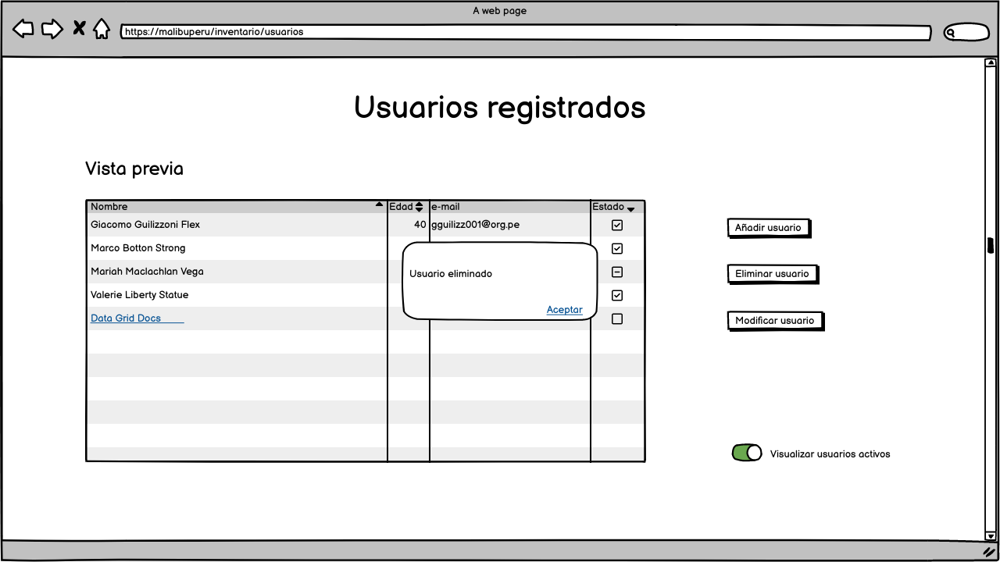 A web page
https://malibuperu/inventario/usuarios
Usuarios registrados
Vista previa
Nombre Edad e-mail Estado
Giacomo Guilizzoni Flex 40 gguilizz001@org.pe
Añadir usuario
Marco Botton Strong
Mariah Maclachlan Vega
Usuario eliminado
Eliminar usuario
Valerie Liberty Statue
Aceptar
Data Grid Docs
Modificar usuario
Visualizar usuarios activos